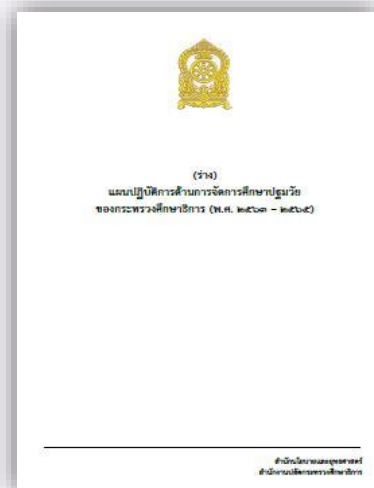 (ร่าง)
แผนปฏิบัติการด้านการจัดการศึกษาปฐมวัย
ของกระทรวงศึกษาธิการ (พ.ศ. ๒๕๖๓ – ๒๕๖๕)
สำนักนโยบายและยุทธศาสตร์
สำนักงานปลัดกระทรวงศึกษาธิการ